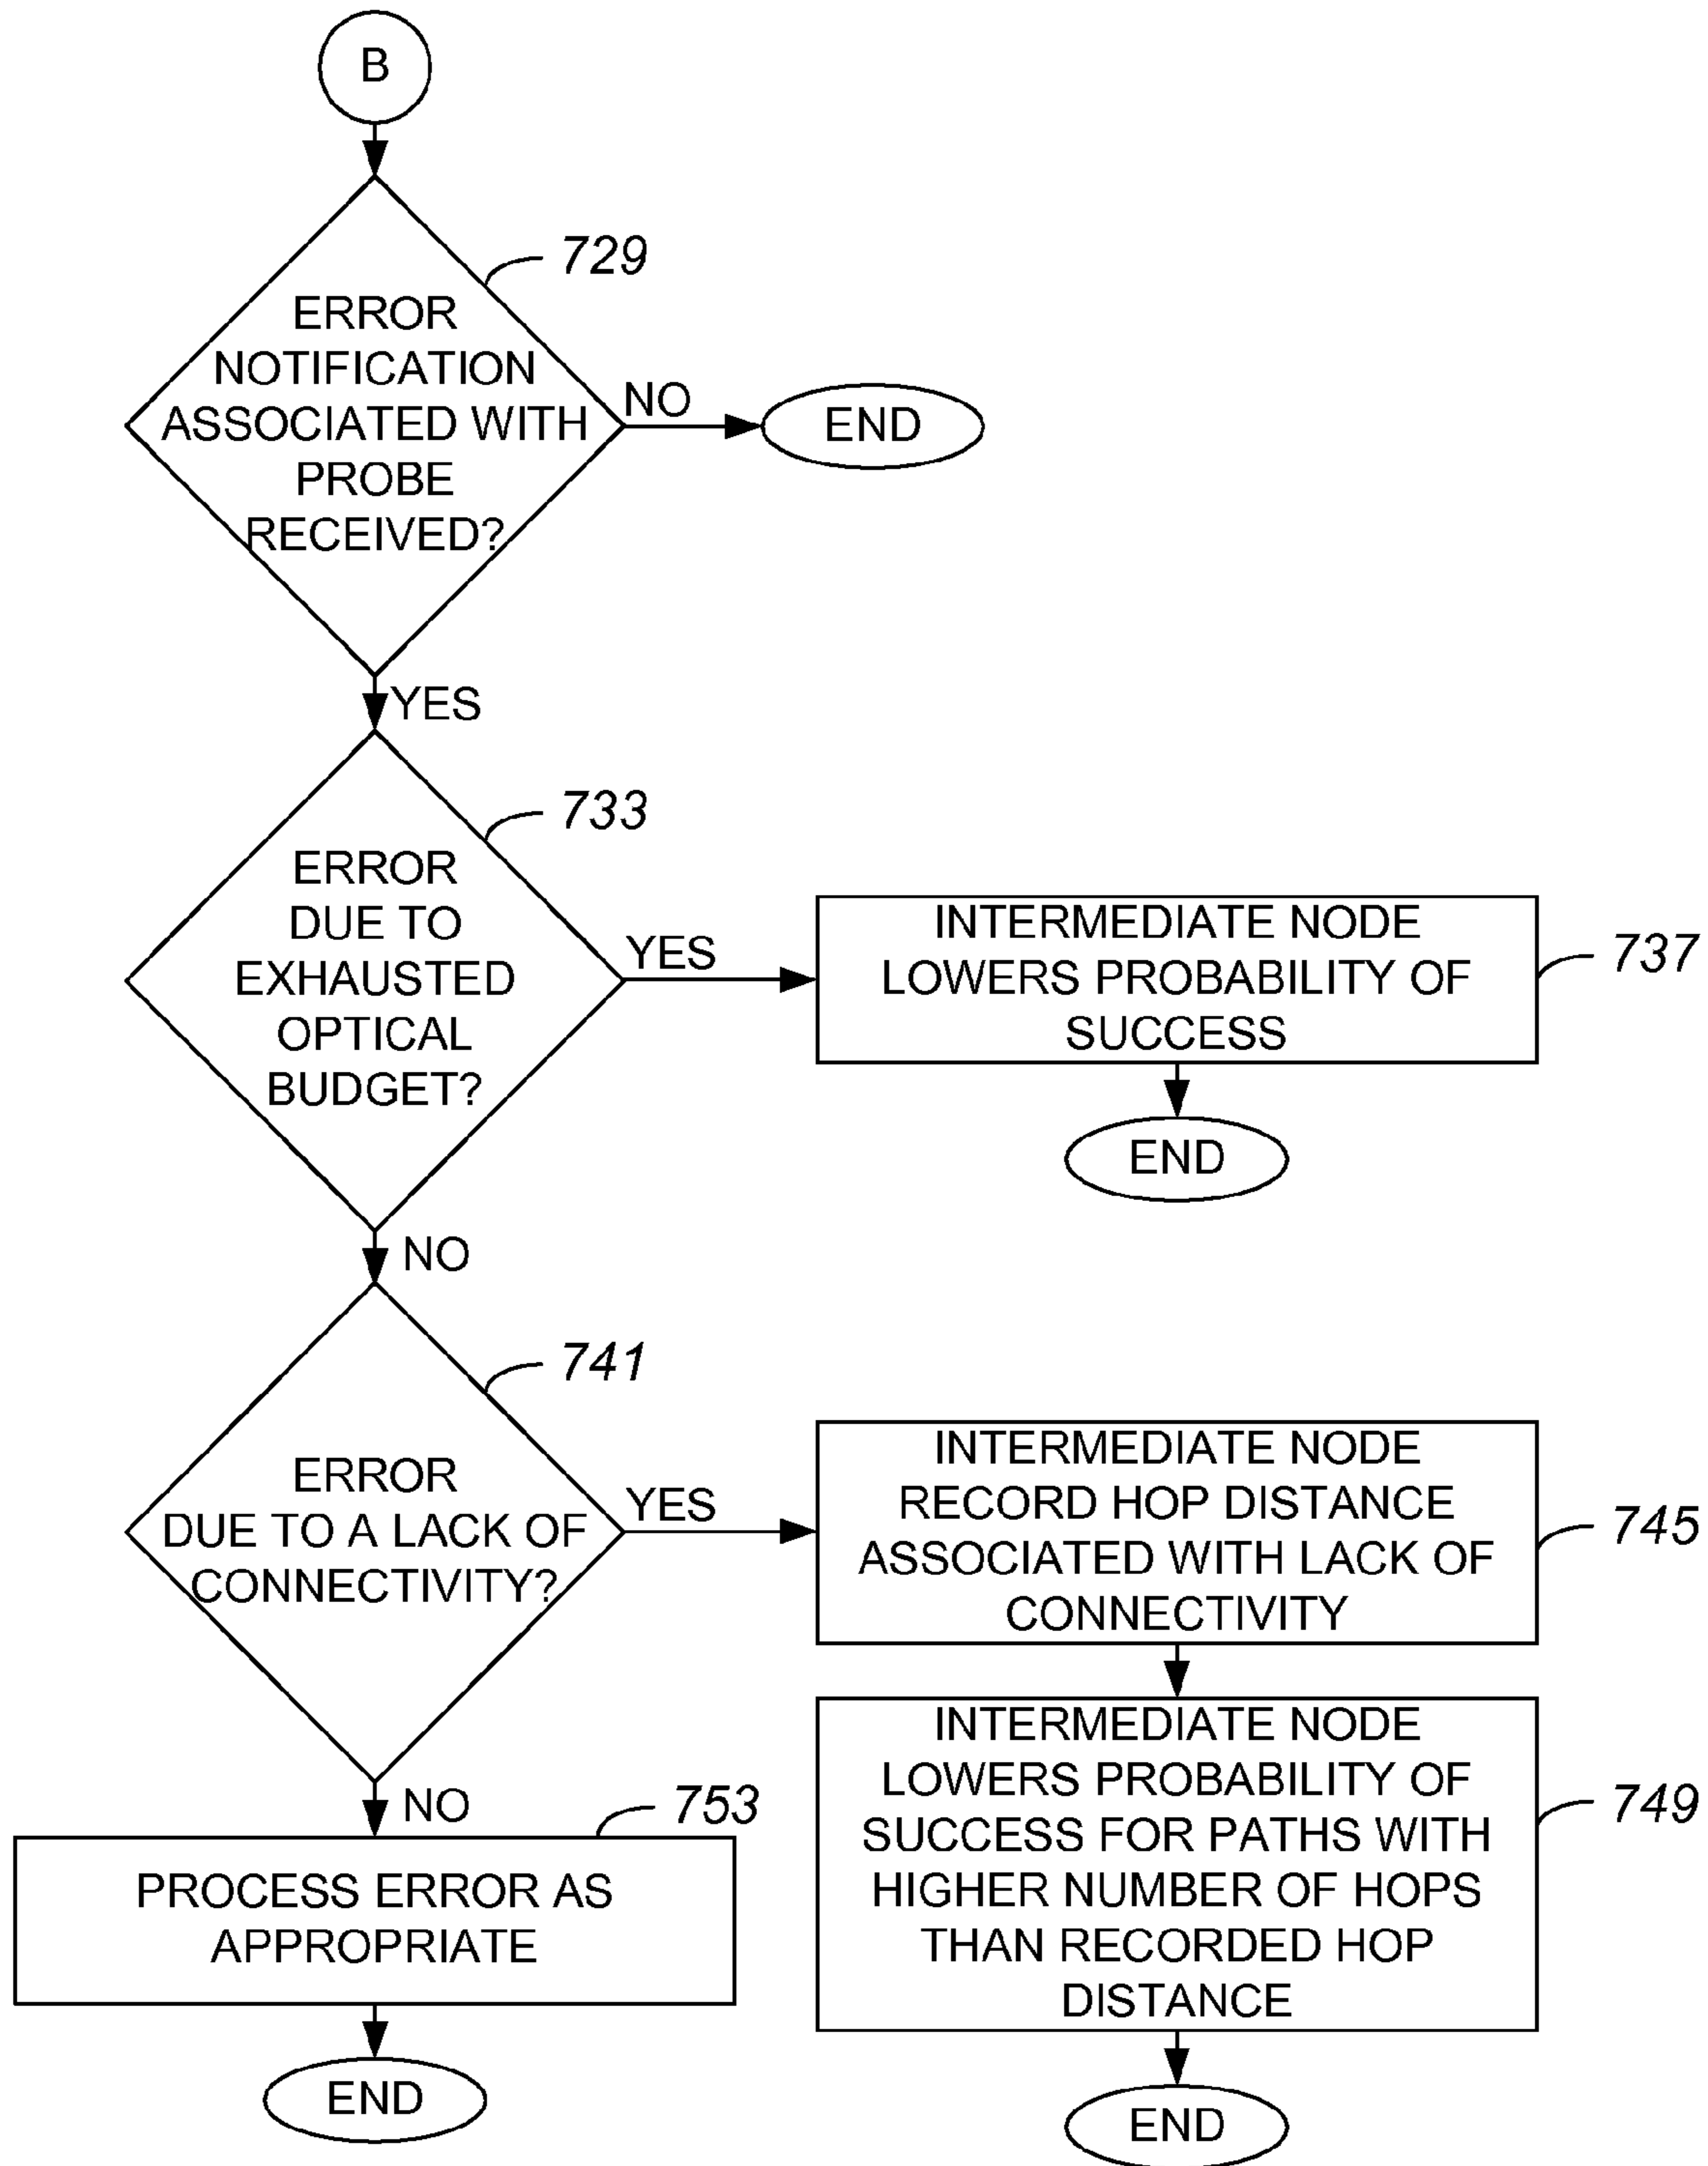 B
729
ERROR
NOTIFICATION
ASSOCIATED WITH
PROBE
RECEIVED?
NO
END
YES
733
ERROR
DUE TO
EXHAUSTED
OPTICAL
BUDGET?
YES
INTERMEDIATE NODE
LOWERS PROBABILITY OF
SUCCESS
737
END
NO
741
ERROR
DUE TO A LACK OF
CONNECTIVITY?
YES
INTERMEDIATE NODE
RECORD HOP DISTANCE
ASSOCIATED WITH LACK OF
CONNECTIVITY
745
INTERMEDIATE NODE
LOWERS PROBABILITY OF
SUCCESS FOR PATHS WITH
HIGHER NUMBER OF HOPS
THAN RECORDED HOP
DISTANCE
749
END
NO
753
PROCESS ERROR AS
APPROPRIATE
END